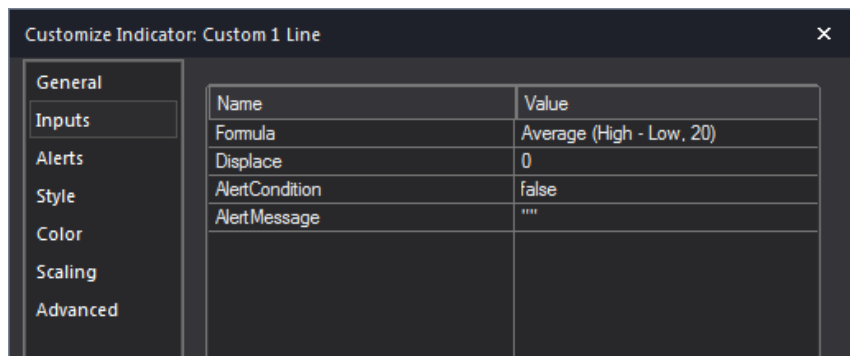 Customize Indicator: Custom 1 Line
General
Inputs
Alerts
Style
Color
Scaling
Advanced
Name Value
Formula Average (High - Low, 20)
Displace 0
AlertCondition false
AlertMessage ""